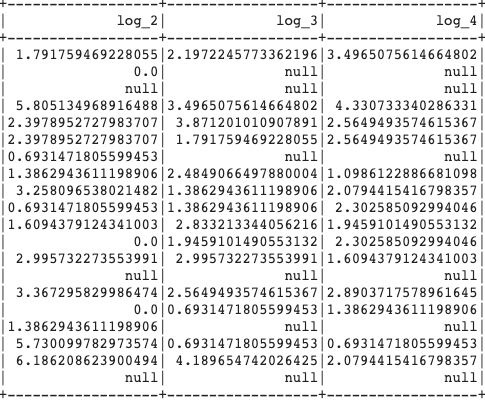 +------------------+------------------+------------------+
|             log_2|             log_3|             log_4|
+------------------+------------------+------------------+
| 1.791759469228055|2.1972245773362196|3.4965075614664802|
|               0.0|              null|              null|
|              null|              null|              null|
| 5.805134968916488|3.4965075614664802| 4.330733340286331|
|2.3978952727983707| 3.871201010907891|2.5649493574615367|
|2.3978952727983707| 1.791759469228055|2.5649493574615367|
|0.6931471805599453|              null|              null|
|1.3862943611198906|2.4849066497880004|1.0986122886681098|
| 3.258096538021482|1.3862943611198906|2.0794415416798357|
|0.6931471805599453|1.3862943611198906| 2.302585092994046|
|1.6094379124341003| 2.833213344056216|1.9459101490553132|
|               0.0|1.9459101490553132| 2.302585092994046|
| 2.995732273553991| 2.995732273553991|1.6094379124341003|
|              null|              null|              null|
| 3.367295829986474|2.5649493574615367|2.8903717578961645|
|               0.0|0.6931471805599453|1.3862943611198906|
|1.3862943611198906|              null|              null|
| 5.730099782973574|0.6931471805599453|0.6931471805599453|
| 6.186208623900494| 4.189654742026425|2.0794415416798357|
|              null|              null|              null|
+------------------+------------------+------------------+